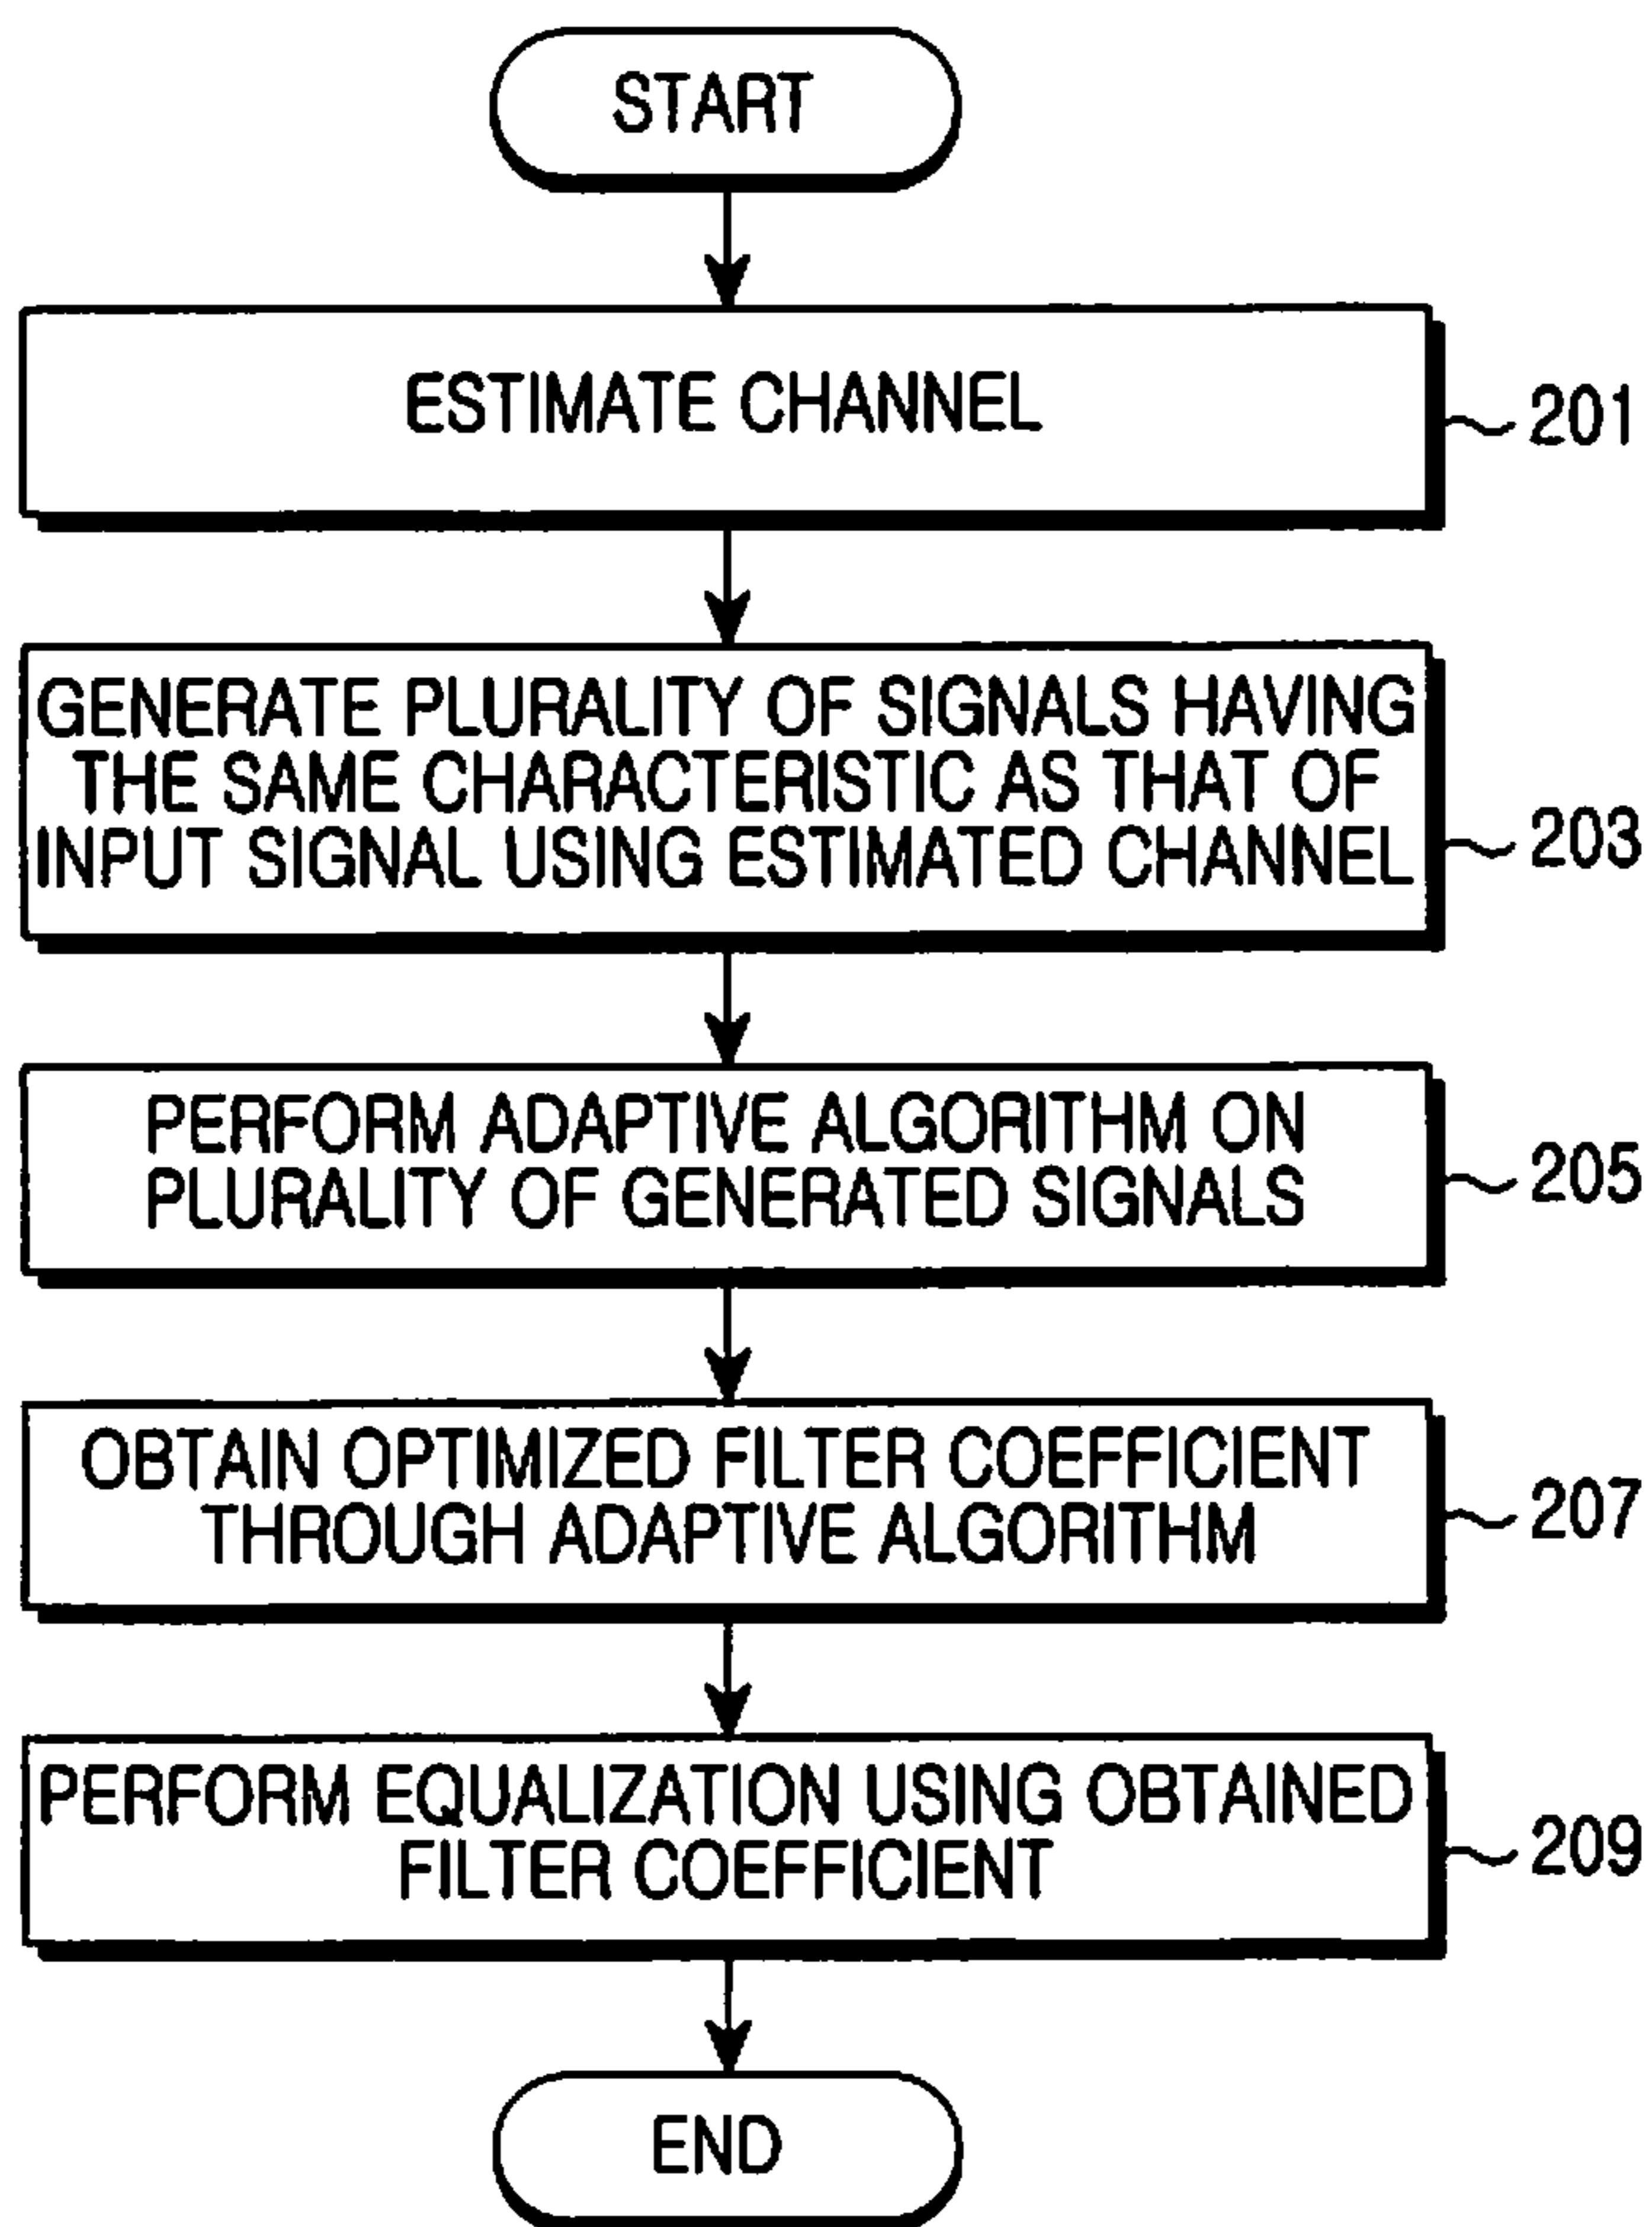 START
ESTIMATE CHANNEL
201
GENERATE PLURALITY OF SIGNALS HAVING
THE SAME CHARACTERISTIC AS THAT OF
INPUT SIGNAL USING ESTIMATED CHANNEL
203
PERFORM ADAPTIVE ALGORITHM ON
PLURALITY OF GENERATED SIGNALS
205
OBTAIN OPTIMIZED FILTER COEFFICIENT
THROUGH ADAPTIVE ALGORITHM
207
PERFORM EQUALIZATION USING OBTAINED
FILTER COEFFICIENT
209
END